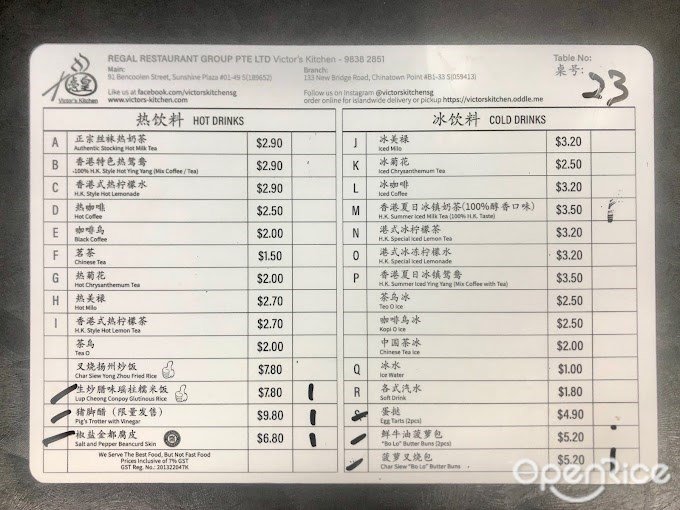 REGAL RESTAURANT GROUP PTE LTD Victor's Kitchen - 9838 2851
Main:
91 Bencoolen Street, Sunshine Plaza #01-49 S(189652)
Branch:
133 New Bridge Road, Chinatown Point #B1-33 S(059413)
Like us at facebook.com/victorskitchensg
www.victors-kitchen.com
Follow us on Instagram @victorskitchensg
order online for islandwide delivery or pickup https://victorskitchen.oddle.me
Victor's Kitchen
Table No:
桌号:
23
热饮料 HOT DRINKS
A 正宗丝袜热奶茶 $2.90
Authentic Stocking Hot Milk Tea
B 香港特色热鸳鸯 $2.90
-100% H.K. Style Hot Ying Yang (Mix Coffee / Tea)
C 香港式热柠檬水 $2.90
H.K. Style Hot Lemonade
D 热咖啡 $2.50
Hot Coffee
E 咖啡乌 $2.00
Black Coffee
F 茗茶 $1.50
Chinese Tea
G 热菊花 $2.00
Hot Chrysanthemum Tea
H 热美禄 $2.70
Hot Milo
I 香港式热柠檬茶 $2.70
H.K. Style Hot Lemon Tea
茶乌 $2.00
Tea O
叉烧扬州炒饭 $7.80
Char Siew Yong Zhou Fried Rice
生炒腊味瑶柱糯米饭 $7.80
Lup Cheong Conpoy Glutinous Rice
猪脚醋 (限量发售) $9.80
Pig's Trotter with Vinegar
椒盐金都腐皮 $6.80
Salt and Pepper Beancurd Skin
We Serve The Best Food, But Not Fast Food
Prices Inclusive of 7% GST
GST Reg. No.: 201322047K
冰饮料 COLD DRINKS
J 冰美禄 $3.20
Iced Milo
K 冰菊花 $2.50
Iced Chrysanthemum Tea
L 冰咖啡 $3.20
Iced Coffee
M 香港夏日冰镇奶茶(100%醇香口味) $3.50
H.K. Summer Iced Milk Tea (100% H.K. Taste)
N 港式冰柠檬茶 $3.20
H.K. Special Iced Lemon Tea
O 港式冰冻柠檬水 $3.20
H.K. Special Iced Lemonade
P 香港夏日冰镇鸳鸯 $3.50
H.K. Summer Iced Ying Yang (Mix Coffee with Tea)
茶乌冰 $2.50
Teo O Ice
咖啡乌冰 $2.50
Kopi O Ice
中国茶冰 $2.00
Chinese Tea Ice
Q 冰水 $1.00
Ice Water
R 各式汽水 $1.80
Soft Drink
S 蛋挞 $4.90
Egg Tarts (2pcs)
鲜牛油菠萝包 $5.20
"Bo Lo" Butter Buns (2pcs)
菠萝叉烧包 $5.20
Char Siew "Bo Lo" Butter Buns
OpenRice